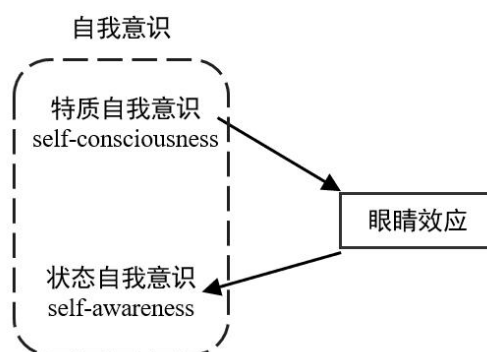 自我意识
特质自我意识
self-consciousness
眼睛效应
状态自我意识
self-awareness